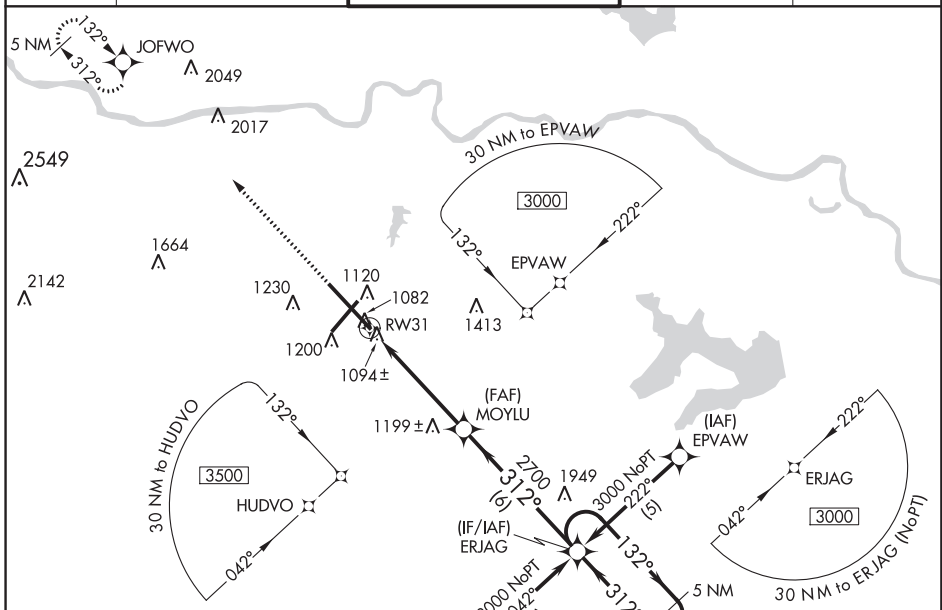 132°
5 NM
JOFWO
312°
2049
2017
2549
30 NM to EPVAW
3000
222°
132°
EPVAW
1664
1120
2142
1230
1082
RW31
1413
1200
1094±
(FAF)
MOYLU
1199±
132°
30 NM to HUDVO
3500
HUDVO
042°
2700
312°
(6)
1949
3000 NoPT
222°
(5)
(IAF)
EPVAW
(IF/IAF)
ERJAG
132°
5 NM
312°
3000 NoPT
042°
222°
ERJAG
042°
3000
30 NM to ERJAG (NoPT)